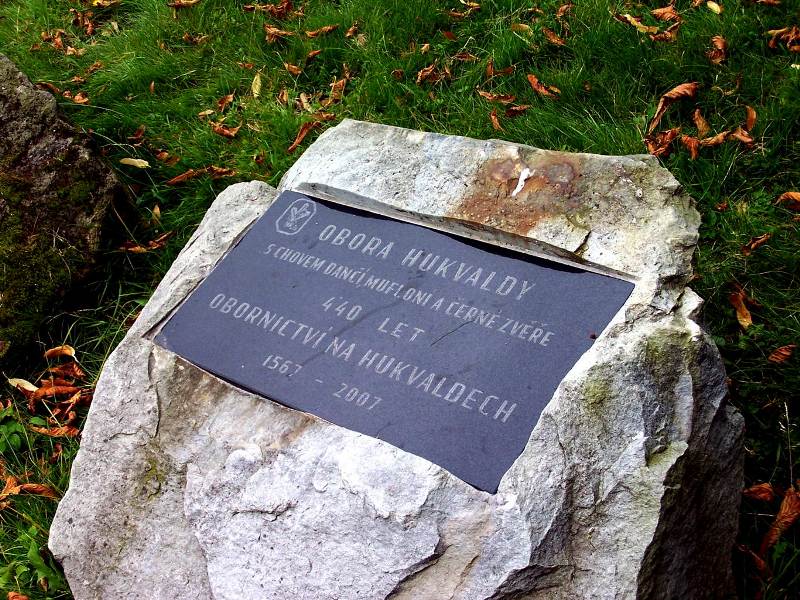 OBORA HUKVALDY
S CHOVEM DANČÍ, MUFLONÍ A ČERNÉ ZVĚŘE
440 LET
OBORNICTVÍ NA HUKVALDECH
1567 - 2007